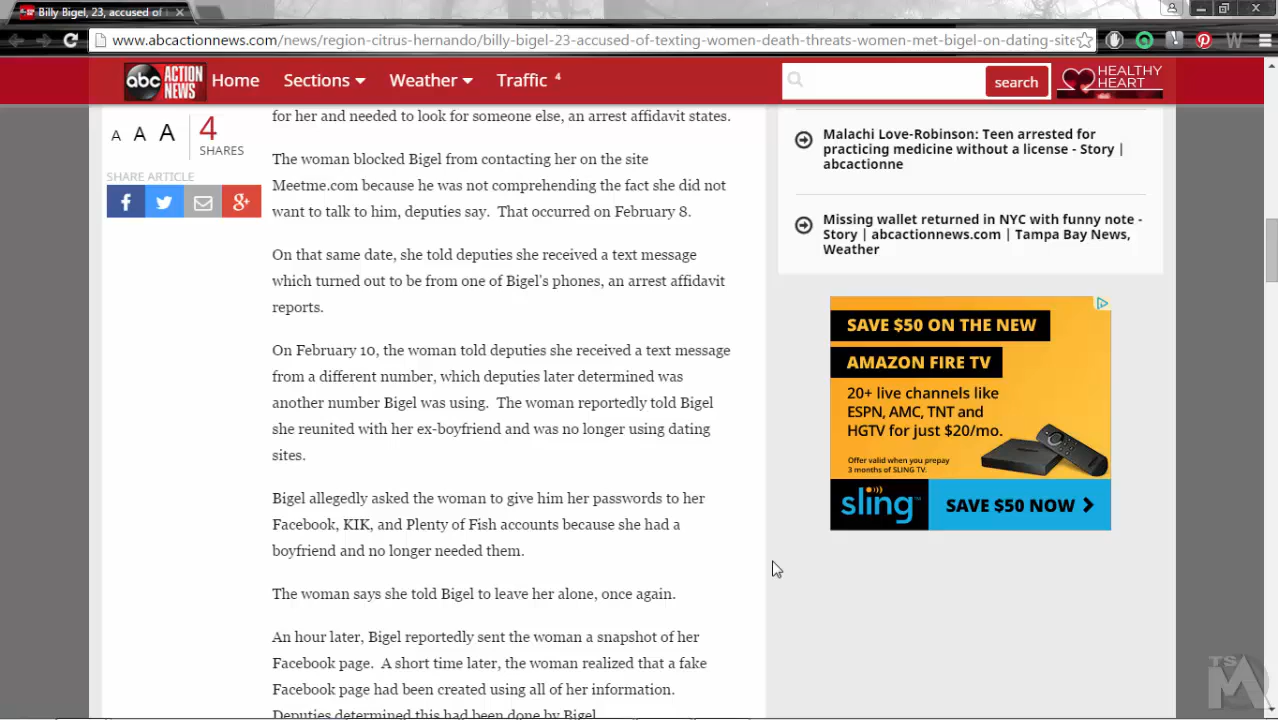 Billy Bigel, 23, accused of
www.abcactionnews.com/news/region-citrus-hernando/billy-bigel-23-accused-of-texting-women-death-threats-women-met-bigel-on-dating-site
abc ACTION NEWS
Home
Sections
Weather
Traffic 4
search
HEALTHY HEART
A A A
4
SHARES
SHARE ARTICLE
for her and needed to look for someone else, an arrest affidavit states.
The woman blocked Bigel from contacting her on the site
Meetme.com because he was not comprehending the fact she did not
want to talk to him, deputies say.  That occurred on February 8.
On that same date, she told deputies she received a text message
which turned out to be from one of Bigel's phones, an arrest affidavit
reports.
On February 10, the woman told deputies she received a text message
from a different number, which deputies later determined was
another number Bigel was using.  The woman reportedly told Bigel
she reunited with her ex-boyfriend and was no longer using dating
sites.
Bigel allegedly asked the woman to give him her passwords to her
Facebook, KIK, and Plenty of Fish accounts because she had a
boyfriend and no longer needed them.
The woman says she told Bigel to leave her alone, once again.
An hour later, Bigel reportedly sent the woman a snapshot of her
Facebook page.  A short time later, the woman realized that a fake
Facebook page had been created using all of her information.
Deputies determined this had been done by Bigel.
Malachi Love-Robinson: Teen arrested for
practicing medicine without a license - Story |
abcactionne
Missing wallet returned in NYC with funny note -
Story | abcactionnews.com | Tampa Bay News,
Weather
SAVE $50 ON THE NEW
AMAZON FIRE TV
20+ live channels like
ESPN, AMC, TNT and
HGTV for just $20/mo.
Offer valid when you prepay
3 months of SLING TV.
sling
SAVE $50 NOW
TS
M